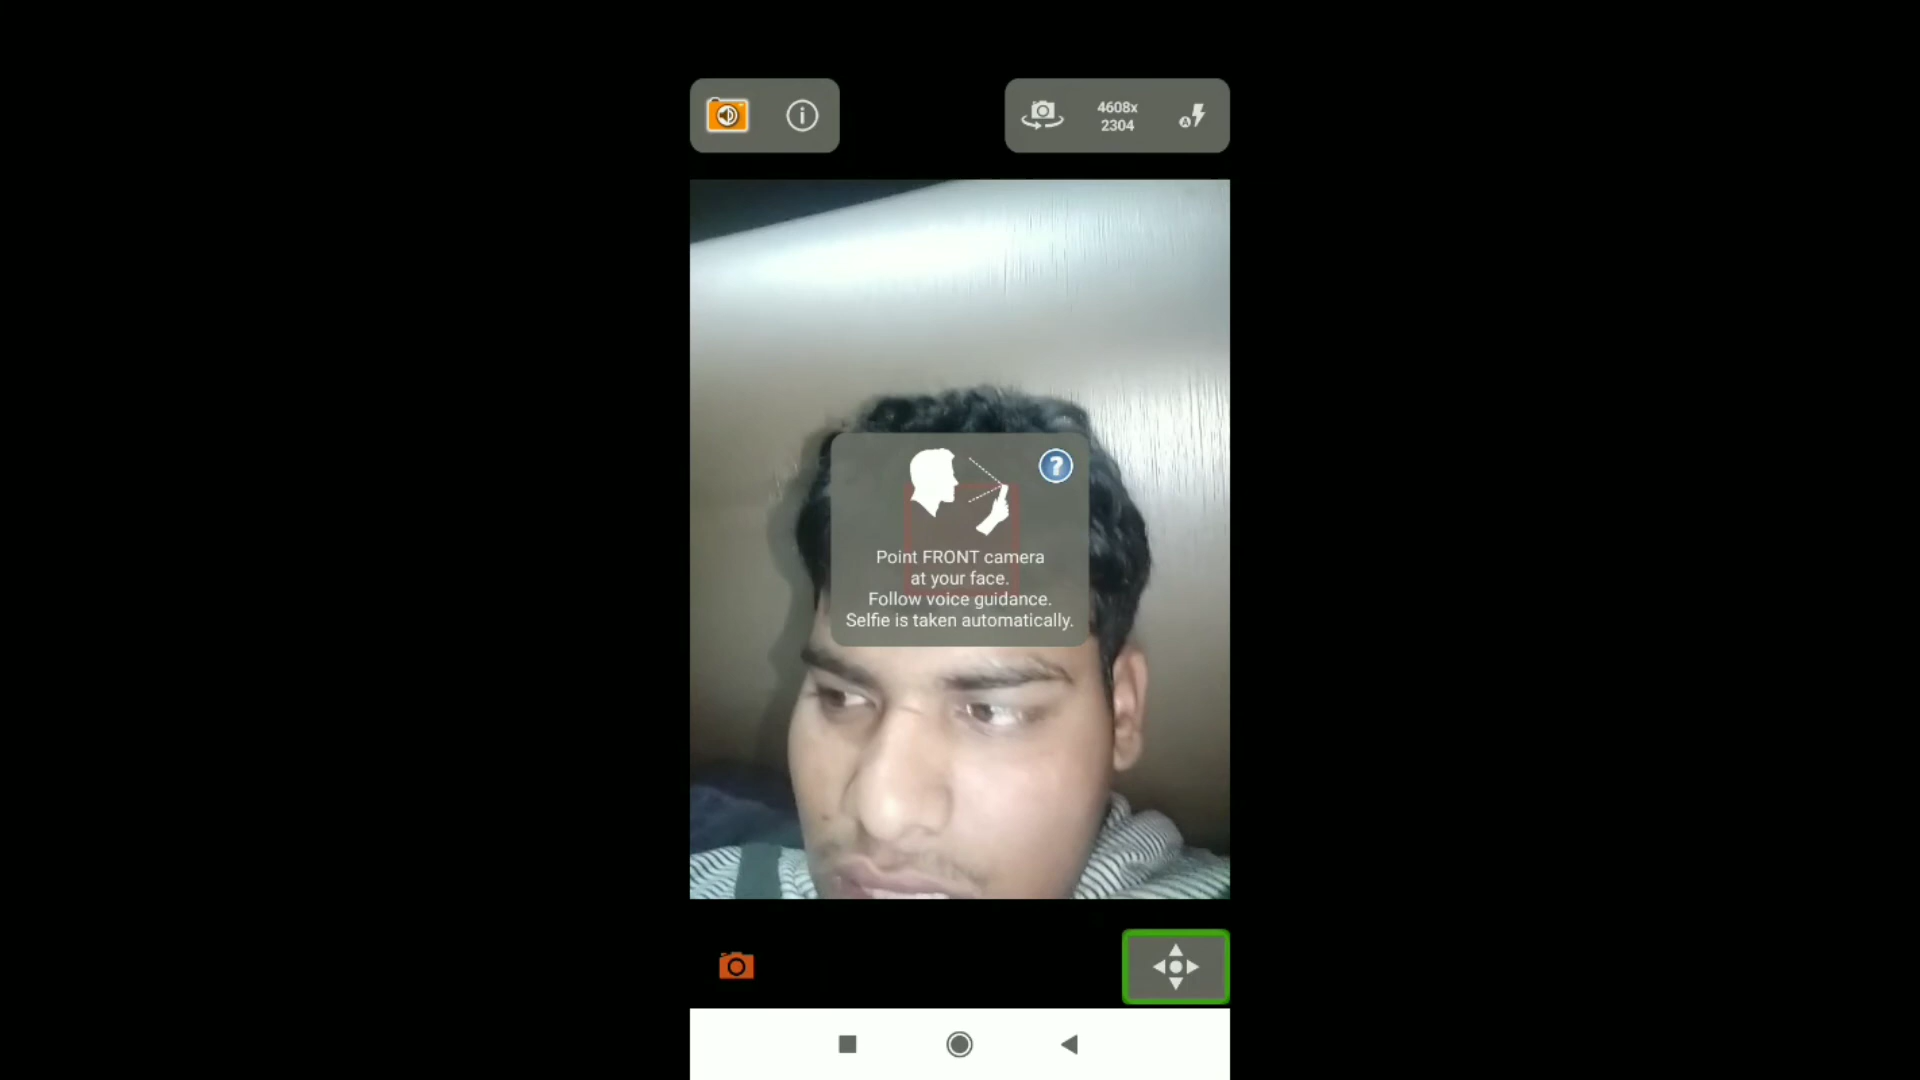 4608x
2304
Point FRONT camera
at your face.
Follow voice guidance.
Selfie is taken automatically.